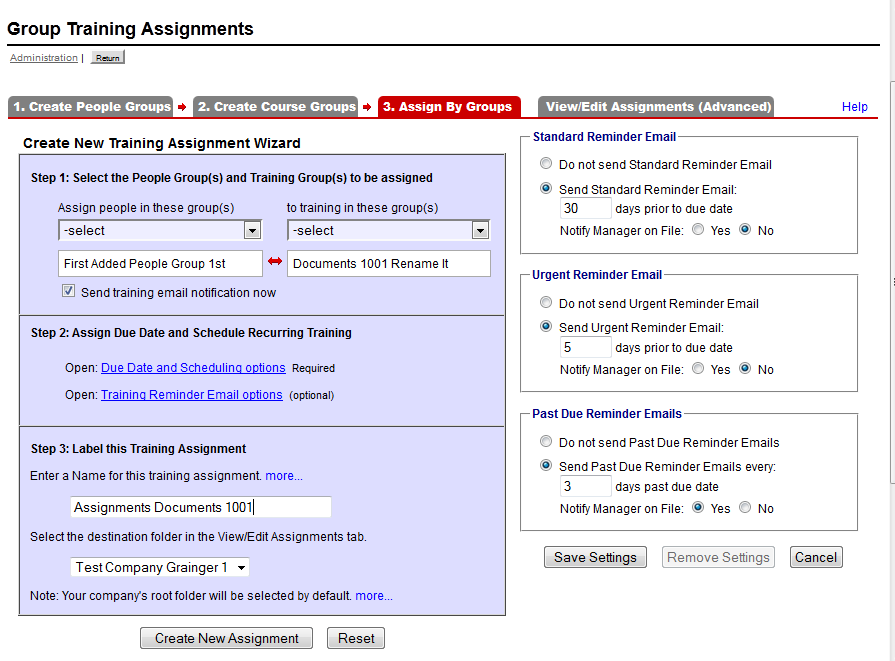 Group Training Assignments
Administration | Return
1. Create People Groups 2. Create Course Groups 3. Assign By Groups View/Edit Assignments (Advanced) Help
Create New Training Assignment Wizard
Step 1: Select the People Group(s) and Training Group(s) to be assigned
Assign people in these group(s) to training in these group(s)
-select -select
First Added People Group 1st Documents 1001 Rename It
Send training email notification now
Step 2: Assign Due Date and Schedule Recurring Training
Open: Due Date and Scheduling options Required
Open: Training Reminder Email options (optional)
Step 3: Label this Training Assignment
Enter a Name for this training assignment. more...
Assignments Documents 1001
Select the destination folder in the View/Edit Assignments tab.
Test Company Grainger 1
Note: Your company's root folder will be selected by default. more...
Create New Assignment Reset
Standard Reminder Email
Do not send Standard Reminder Email
Send Standard Reminder Email:
30 days prior to due date
Notify Manager on File: Yes No
Urgent Reminder Email
Do not send Urgent Reminder Email
Send Urgent Reminder Email:
5 days prior to due date
Notify Manager on File: Yes No
Past Due Reminder Emails
Do not send Past Due Reminder Emails
Send Past Due Reminder Emails every:
3 days past due date
Notify Manager on File: Yes No
Save Settings Remove Settings Cancel